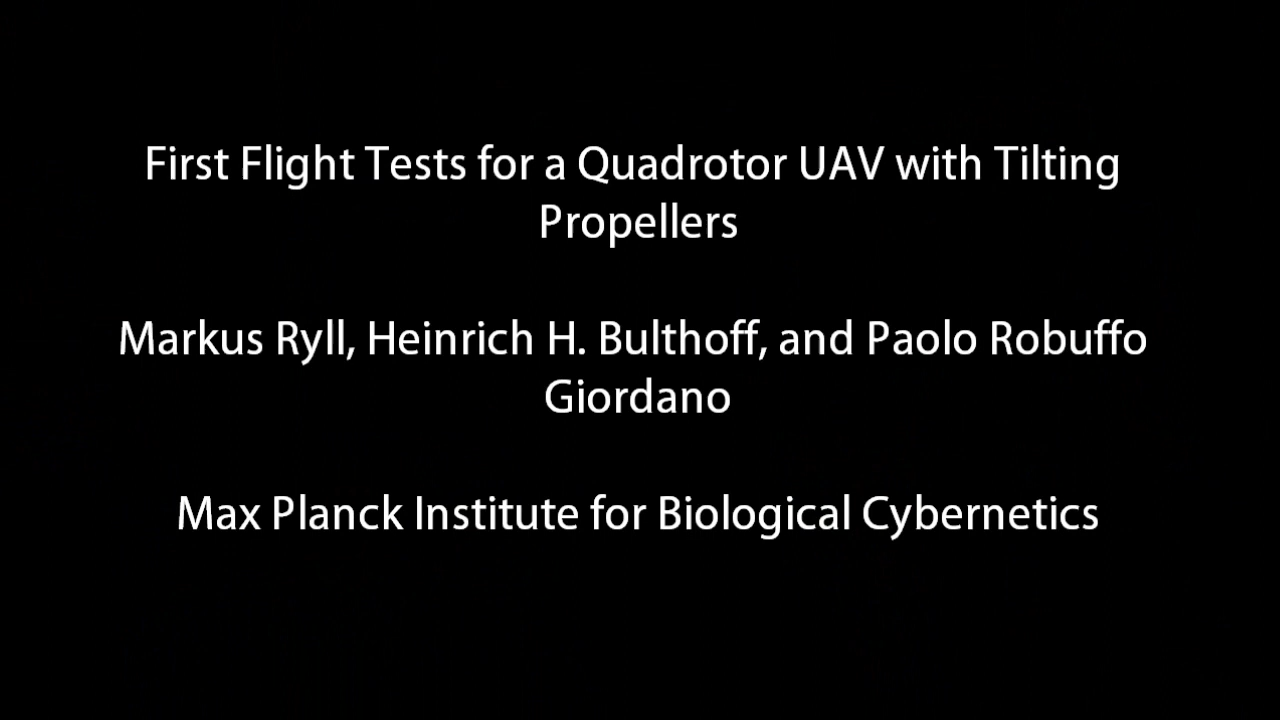 First Flight Tests for a Quadrotor UAV with Tilting
Propellers
Markus Ryll, Heinrich H. Bulthoff, and Paolo Robuffo
Giordano
Max Planck Institute for Biological Cybernetics